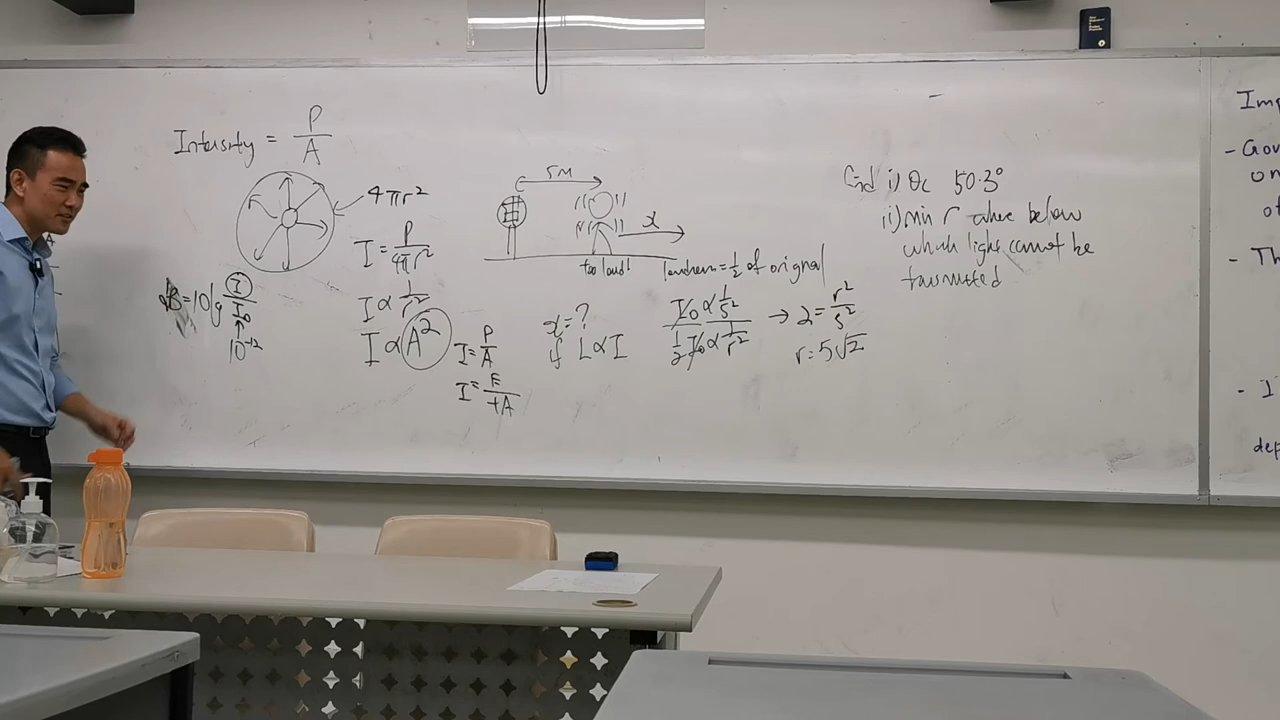 Intensity = P/A
4πr²
I = P/4πr²
I ∝ 1/r²
I ∝ A²
dB = 10 lg I/I₀
10⁻¹²
I = P/A
I = E/tA
5m
x
too loud!
loudness = 1/2 of original
x = ?
if L ∝ I
I₀ ∝ 1/5²
1/2 I₀ ∝ 1/r²
→ 2 = r²/5²
r = 5√2
Find i) θc 50.3°
ii) min r where below
which light cannot be
transmitted
Imp
- Gov
on
of
- Th
- I
dep